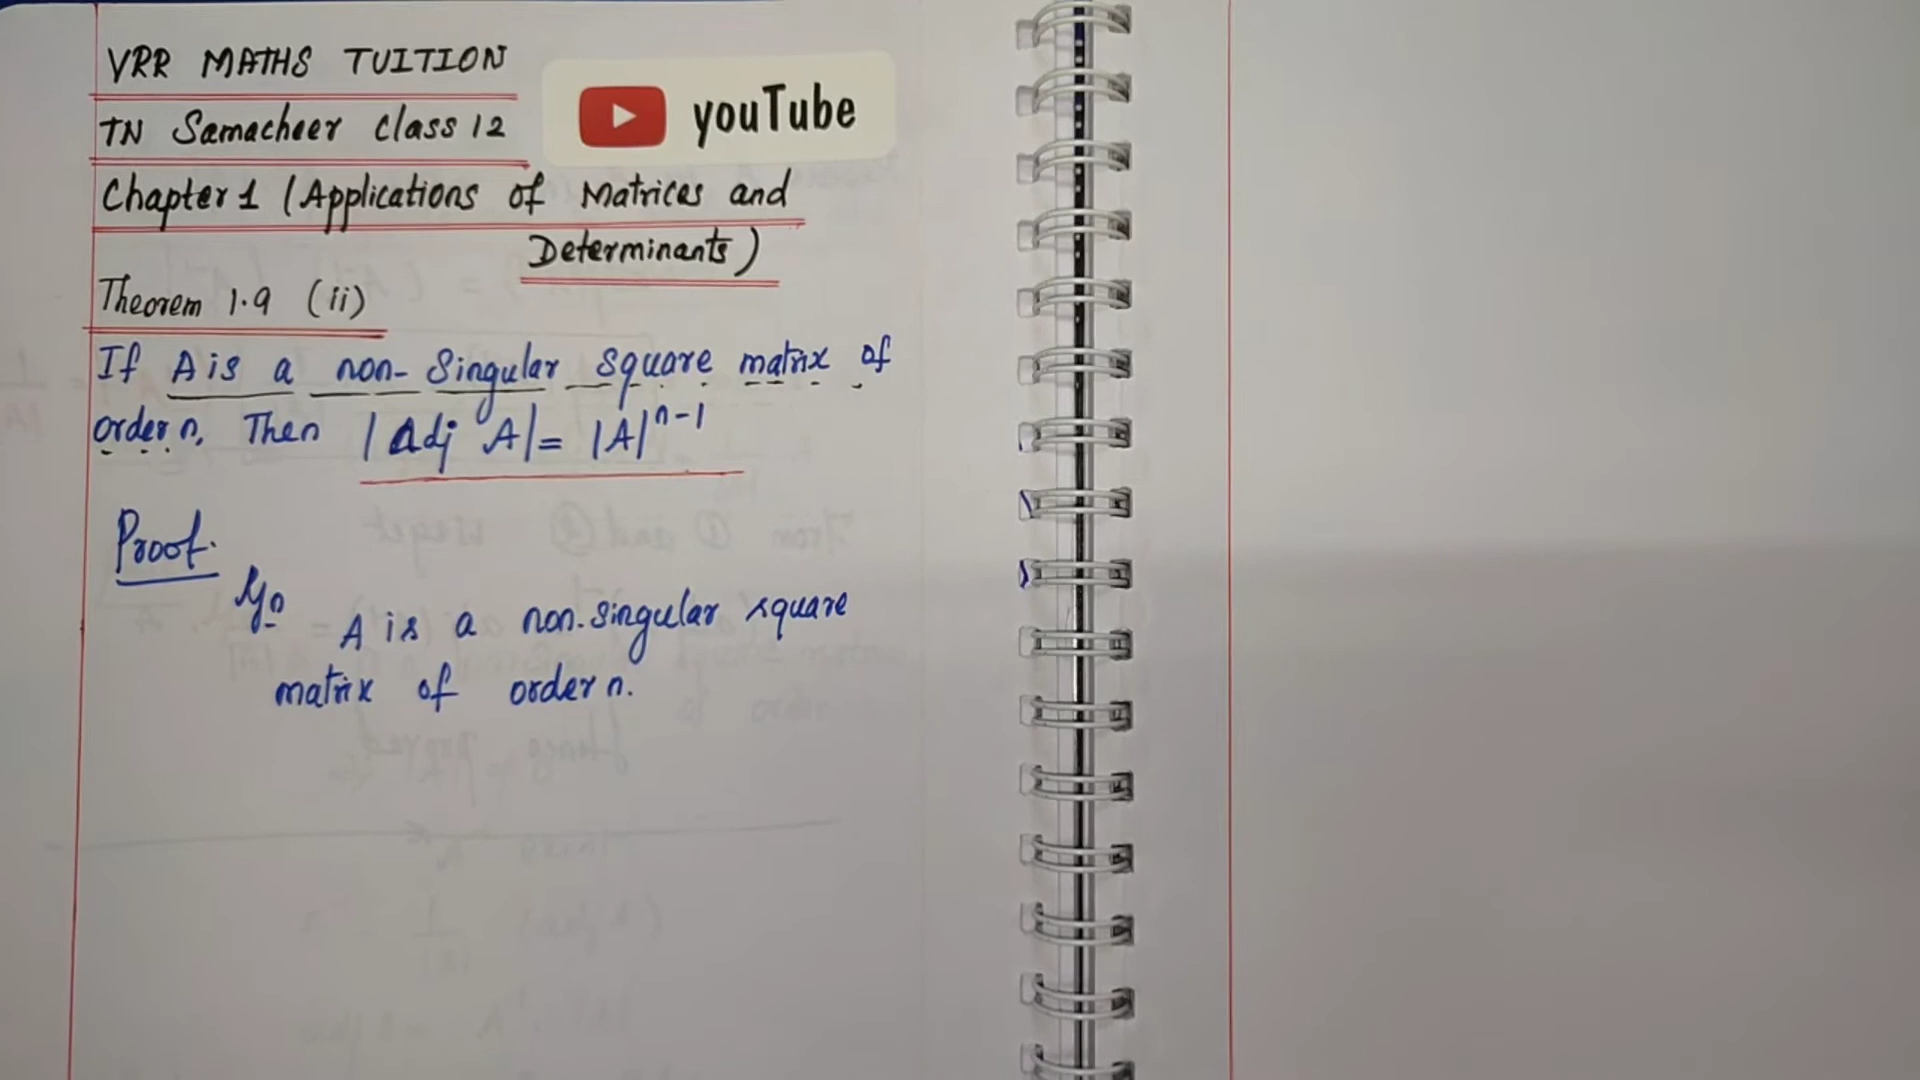 VRR MATHS TUITION
youTube
TN Samacheer Class 12
Chapter 1 (Applications of Matrices and
Determinants)
Theorem 1.9 (ii)
If A is a non-Singular square matrix of
order n, Then |Adj A| = |A|ⁿ⁻¹
Proof.
A is a non-singular square
matrix of order n.